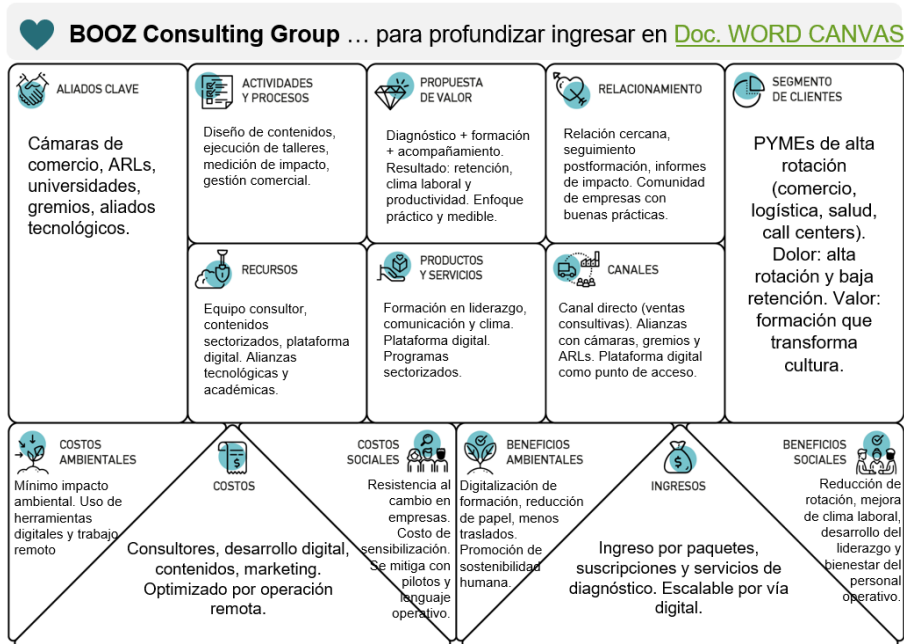 BOOZ Consulting Group … para profundizar ingresar en Doc. WORD CANVAS
ALIADOS CLAVE
Cámaras de
comercio, ARLs,
universidades,
gremios, aliados
tecnológicos.
ACTIVIDADES
Y PROCESOS
Diseño de contenidos,
ejecución de talleres,
medición de impacto,
gestión comercial.
RECURSOS
Equipo consultor,
contenidos
sectorizados, plataforma
digital. Alianzas
tecnológicas y
académicas.
PROPUESTA
DE VALOR
Diagnóstico + formación
+ acompañamiento.
Resultado: retención,
clima laboral y
productividad. Enfoque
práctico y medible.
PRODUCTOS
Y SERVICIOS
Formación en liderazgo,
comunicación y clima.
Plataforma digital.
Programas
sectorizados.
RELACIONAMIENTO
Relación cercana,
seguimiento
postformación, informes
de impacto. Comunidad
de empresas con
buenas prácticas.
CANALES
Canal directo (ventas
consultivas). Alianzas
con cámaras, gremios y
ARLs. Plataforma digital
como punto de acceso.
SEGMENTO
DE CLIENTES
PYMEs de alta
rotación
(comercio,
logística, salud,
call centers).
Dolor: alta
rotación y baja
retención. Valor:
formación que
transforma
cultura.
COSTOS
AMBIENTALES
Mínimo impacto
ambiental. Uso de
herramientas
digitales y trabajo
remoto
COSTOS
Consultores, desarrollo digital,
contenidos, marketing.
Optimizado por operación
remota.
COSTOS
SOCIALES
Resistencia al
cambio en
empresas.
Costo de
sensibilización.
Se mitiga con
pilotos y
lenguaje
operativo.
BENEFICIOS
AMBIENTALES
Digitalización de
formación, reducción
de papel, menos
traslados.
Promoción de
sostenibilidad
humana.
INGRESOS
Ingreso por paquetes,
suscripciones y servicios de
diagnóstico. Escalable por vía
digital.
BENEFICIOS
SOCIALES
Reducción de
rotación, mejora
de clima laboral,
desarrollo del
liderazgo y
bienestar del
personal
operativo.